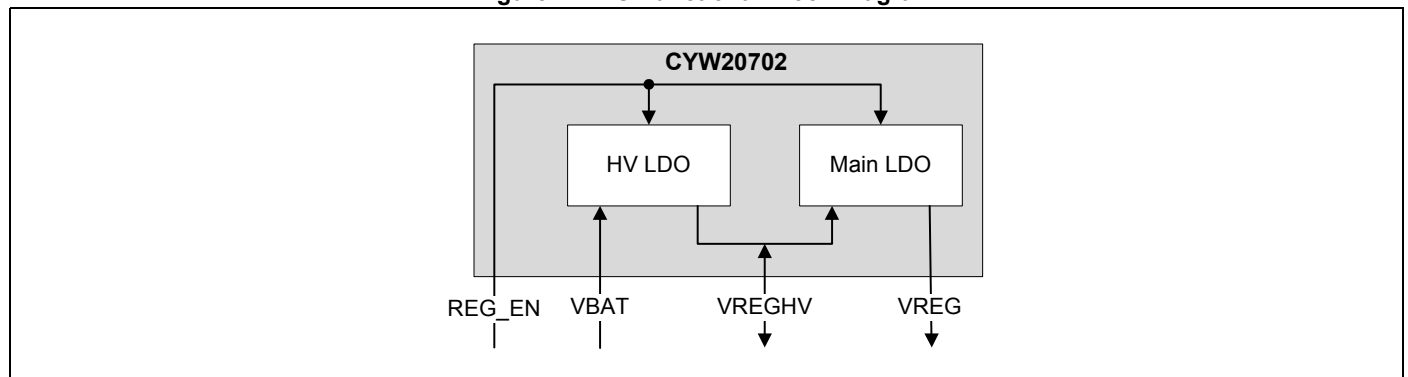 CYW20702
HV LDO
Main LDO
REG_EN
VBAT
VREGHV
VREG